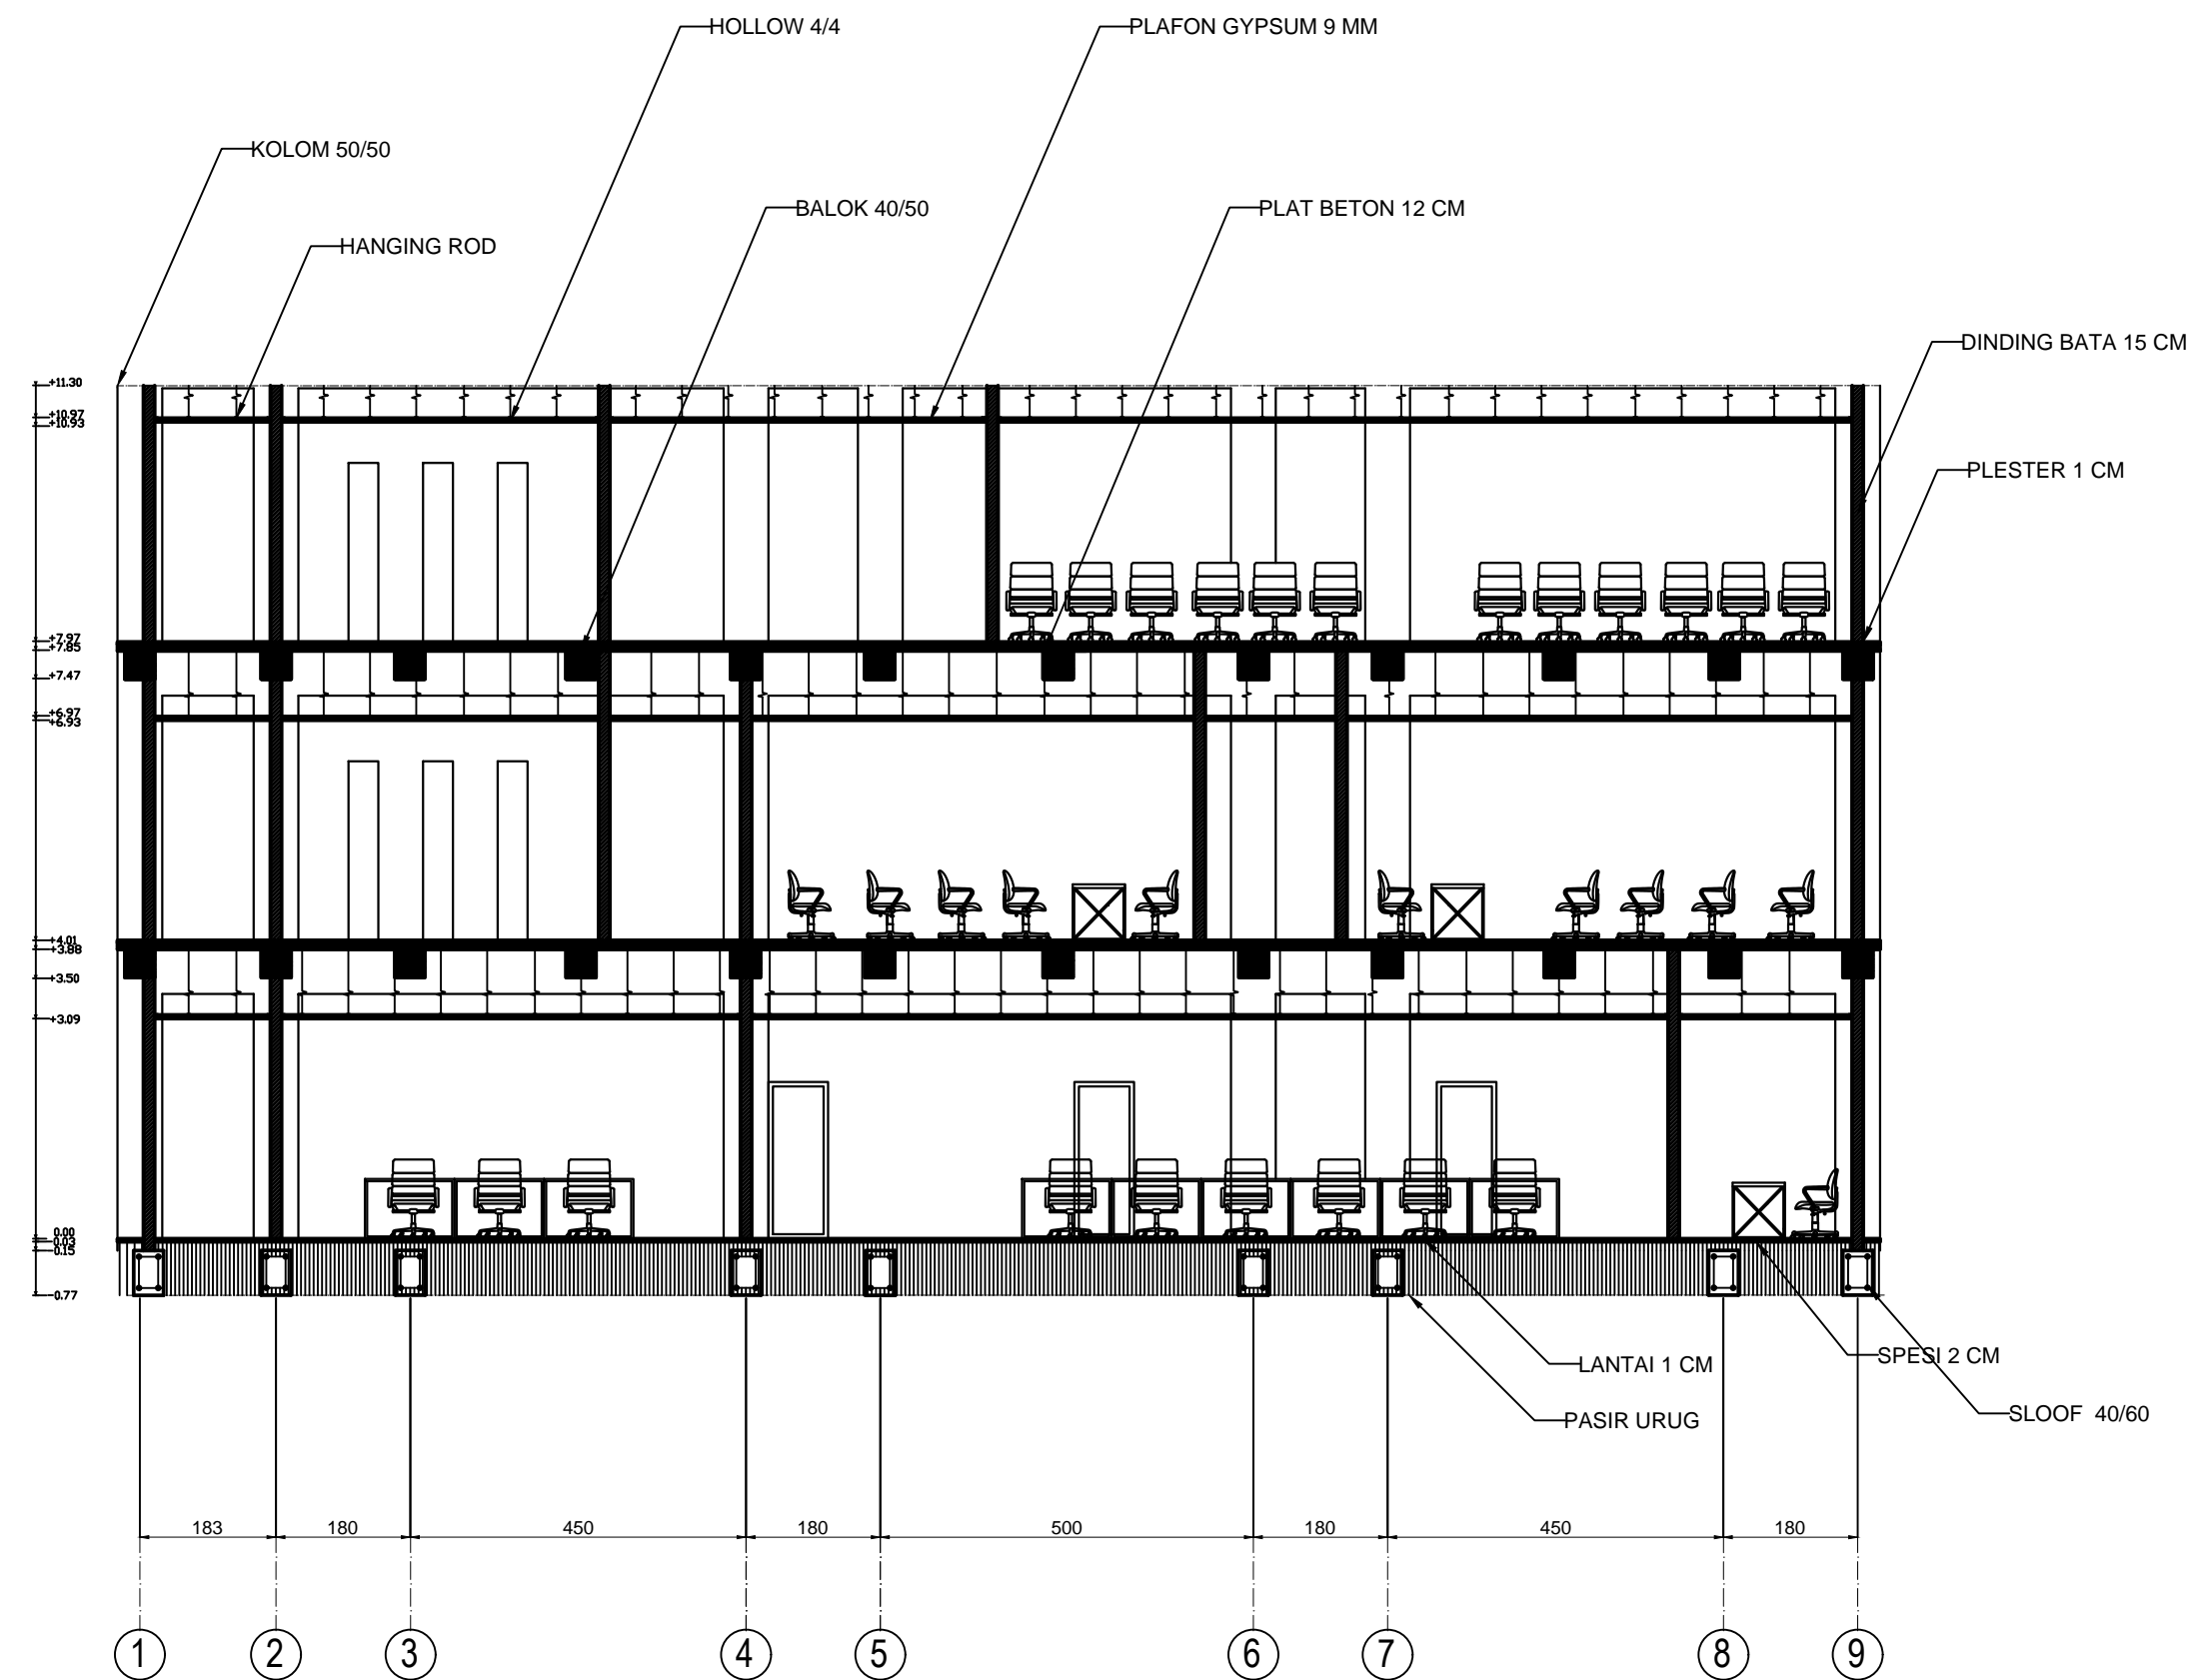 HOLLOW 4/4
PLAFON GYPSUM 9 MM
KOLOM 50/50
BALOK 40/50
PLAT BETON 12 CM
HANGING ROD
DINDING BATA 15 CM
+11.30
+10.97
+10.93
PLESTER 1 CM
+7.97
+7.85
+7.47
+6.97
+6.93
+4.01
+3.88
+3.50
+3.09
0.00
-0.03
-0.15
-0.77
SPESI 2 CM
LANTAI 1 CM
SLOOF 40/60
PASIR URUG
183 180 450 180 500 180 450 180
1 2 3 4 5 6 7 8 9